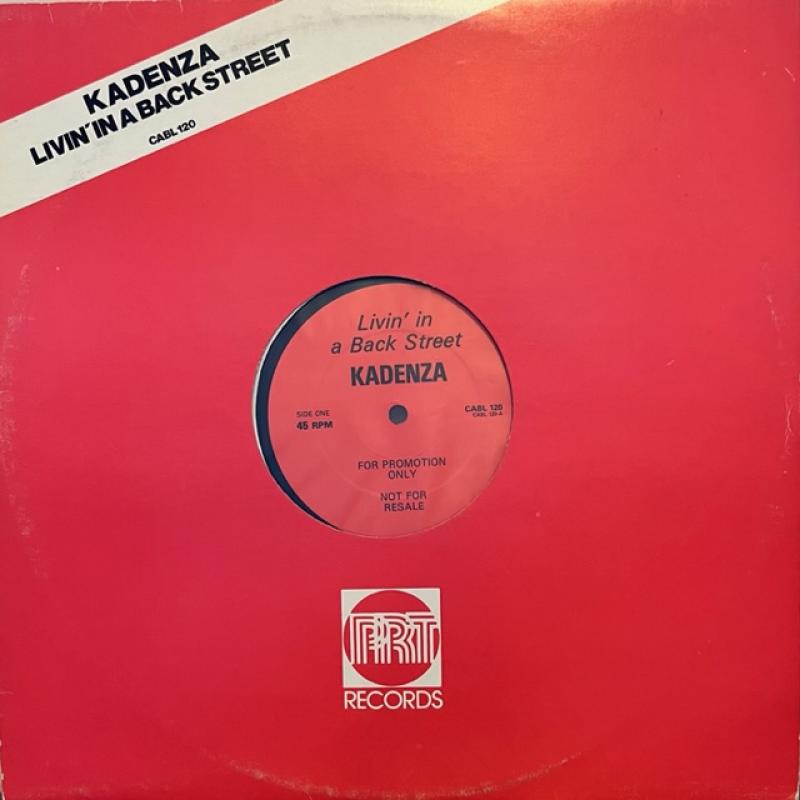 KADENZA
LIVIN' IN A BACK STREET
CABL 120
Livin' in
a Back Street
KADENZA
SIDE ONE
45 RPM
CABL 120
CABL 120-A
FOR PROMOTION
ONLY
NOT FOR
RESALE
PRT
RECORDS